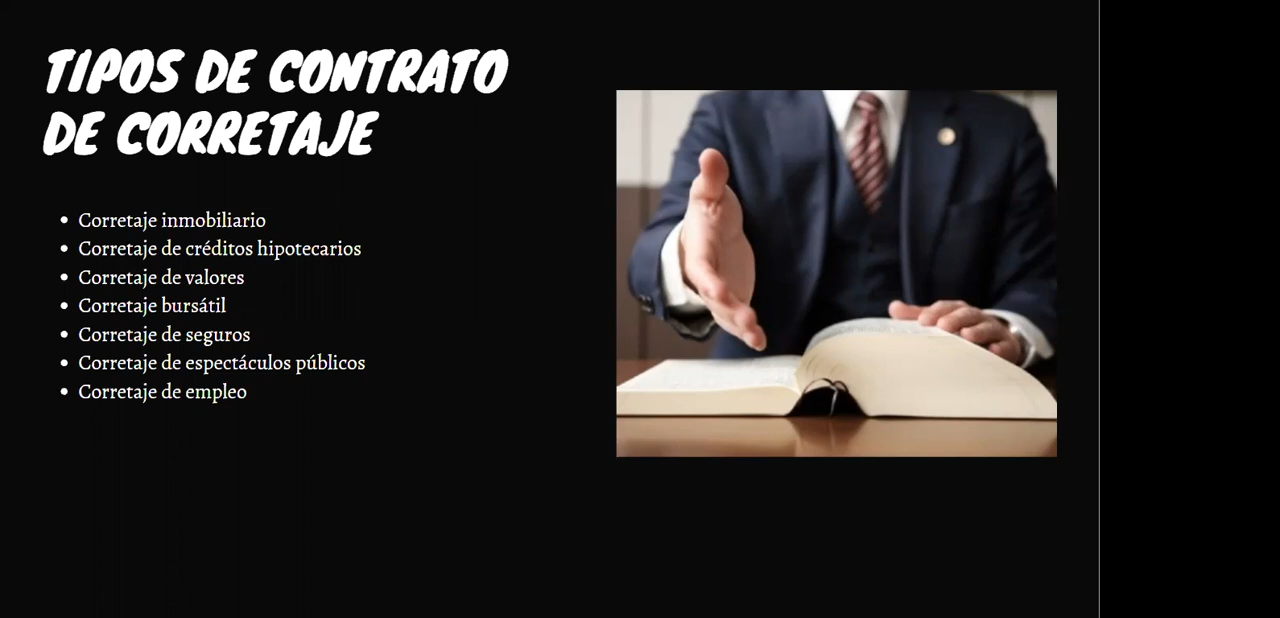 TIPOS DE CONTRATO
DE CORRETAJE
• Corretaje inmobiliario
• Corretaje de créditos hipotecarios
• Corretaje de valores
• Corretaje bursátil
• Corretaje de seguros
• Corretaje de espectáculos públicos
• Corretaje de empleo